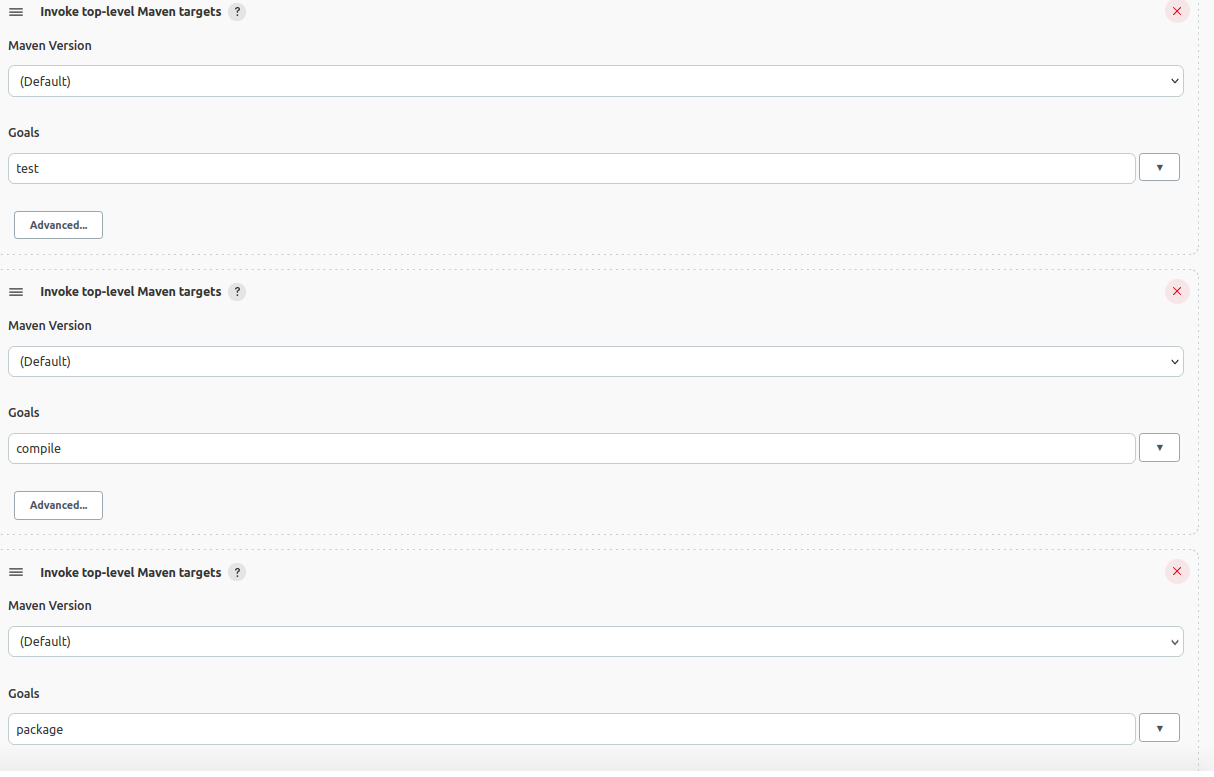 Invoke top-level Maven targets ?
Maven Version
(Default)
Goals
test
Advanced...
Invoke top-level Maven targets ?
Maven Version
(Default)
Goals
compile
Advanced...
Invoke top-level Maven targets ?
Maven Version
(Default)
Goals
package